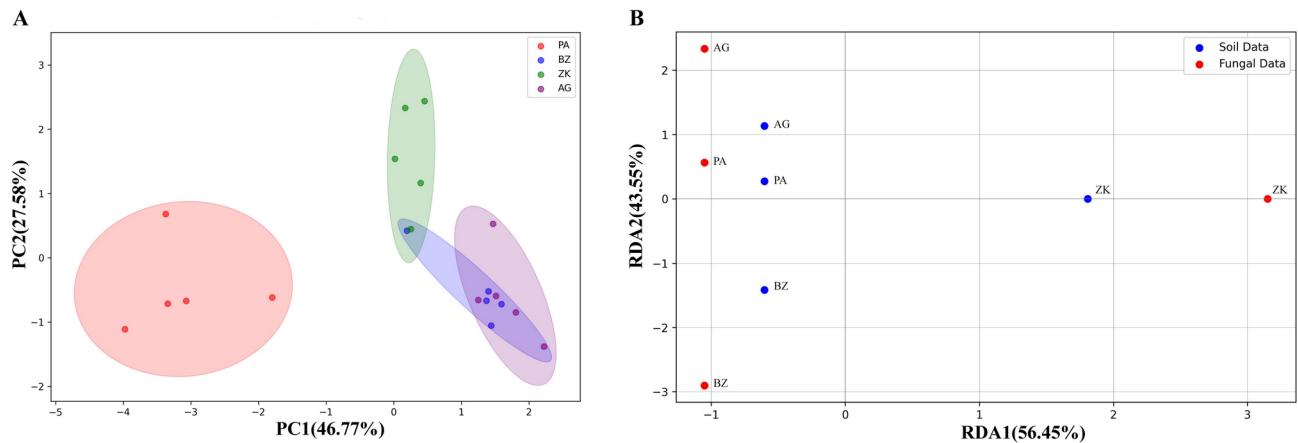 A
PA
BZ
ZK
AG
3
2
1
0
−1
−2
PC2(27.58%)
−5
−4
−3
−2
−1
0
1
2
PC1(46.77%)
B
Soil Data
Fungal Data
AG
AG
PA
PA
ZK
ZK
BZ
BZ
2
1
0
−1
−2
−3
RDA2(43.55%)
−1
0
1
2
3
RDA1(56.45%)